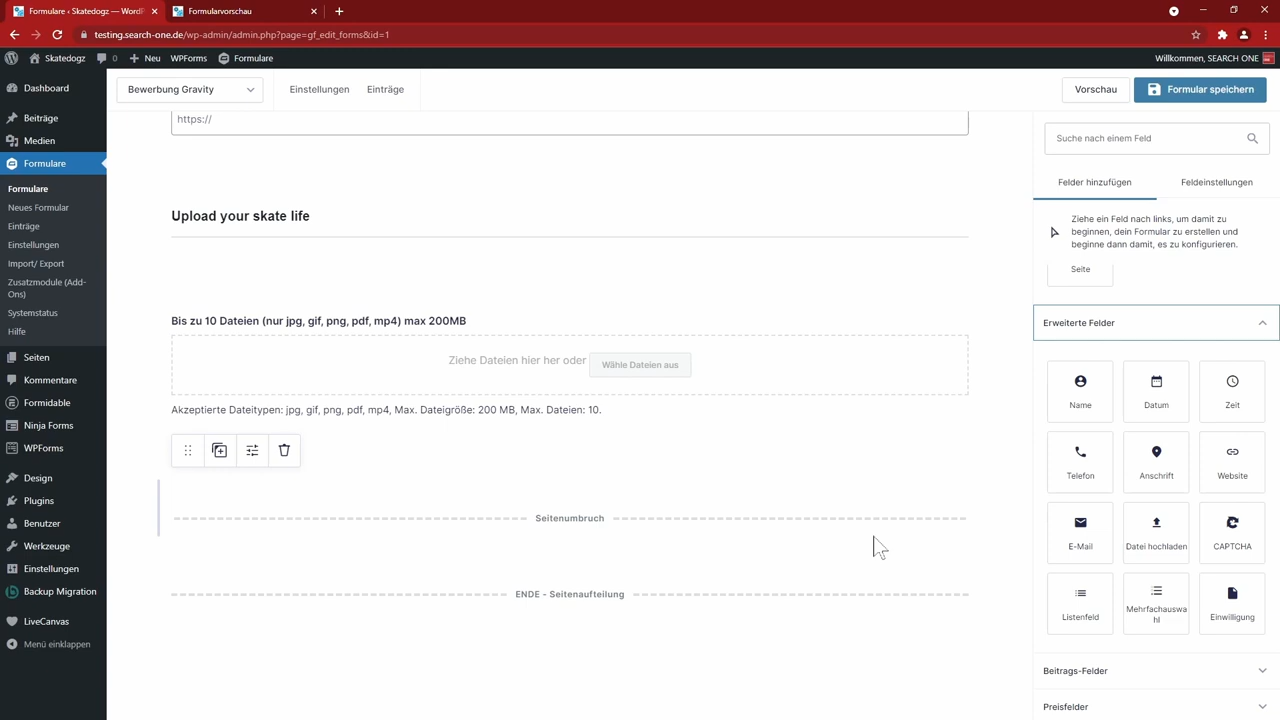 Formulare ‹ Skatedogz — WordP
Formularvorschau
testing.search-one.de/wp-admin/admin.php?page=gf_edit_forms&id=1
Skatedogz
0
Neu
WPForms
Formulare
Willkommen, SEARCH ONE
Dashboard
Beiträge
Medien
Formulare
Formulare
Neues Formular
Einträge
Einstellungen
Import/ Export
Zusatzmodule (Add-
Ons)
Systemstatus
Hilfe
Seiten
Kommentare
Formidable
Ninja Forms
WPForms
Design
Plugins
Benutzer
Werkzeuge
Einstellungen
Backup Migration
LiveCanvas
Menü einklappen
Bewerbung Gravity
Einstellungen
Einträge
Vorschau
Formular speichern
https://
Upload your skate life
Bis zu 10 Dateien (nur jpg, gif, png, pdf, mp4) max 200MB
Ziehe Dateien hier her oder
Wähle Dateien aus
Akzeptierte Dateitypen: jpg, gif, png, pdf, mp4, Max. Dateigröße: 200 MB, Max. Dateien: 10.
Seitenumbruch
ENDE - Seitenaufteilung
Suche nach einem Feld
Felder hinzufügen
Feldeinstellungen
Ziehe ein Feld nach links, um damit zu
beginnen, dein Formular zu erstellen und
beginne dann damit, es zu konfigurieren.
Seite
Erweiterte Felder
Name
Datum
Zeit
Telefon
Anschrift
Website
E-Mail
Datei hochladen
CAPTCHA
Listenfeld
Mehrfachauswa
hl
Einwilligung
Beitrags-Felder
Preisfelder